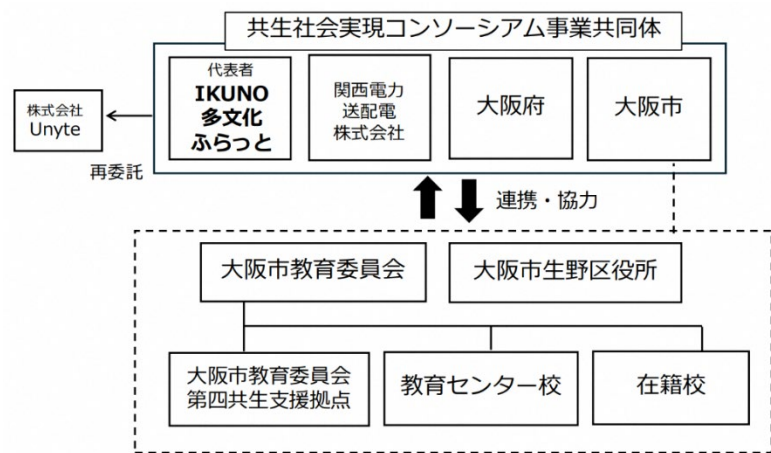 共生社会実現コンソーシアム事業共同体
代表者
IKUNO
多文化
ふらっと
関西電力
送配電
株式会社
大阪府
大阪市
株式会社
Unyte
再委託
連携・協力
大阪市教育委員会
大阪市生野区役所
大阪市教育委員会
第四共生支援拠点
教育センター校
在籍校